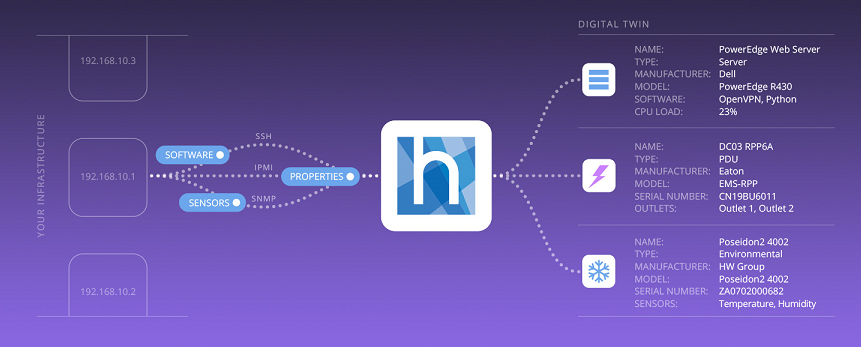 YOUR INFRASTRUCTURE
192.168.10.3
192.168.10.1
192.168.10.2
SOFTWARE
SENSORS
SSH
IPMI
SNMP
PROPERTIES
h
DIGITAL TWIN
NAME: PowerEdge Web Server
TYPE: Server
MANUFACTURER: Dell
MODEL: PowerEdge R430
SOFTWARE: OpenVPN, Python
CPU LOAD: 23%
NAME: DC03 RPP6A
TYPE: PDU
MANUFACTURER: Eaton
MODEL: EMS-RPP
SERIAL NUMBER: CN19BU6011
OUTLETS: Outlet 1, Outlet 2
NAME: Poseidon2 4002
TYPE: Environmental
MANUFACTURER: HW Group
MODEL: Poseidon2 4002
SERIAL NUMBER: ZA0702000682
SENSORS: Temperature, Humidity